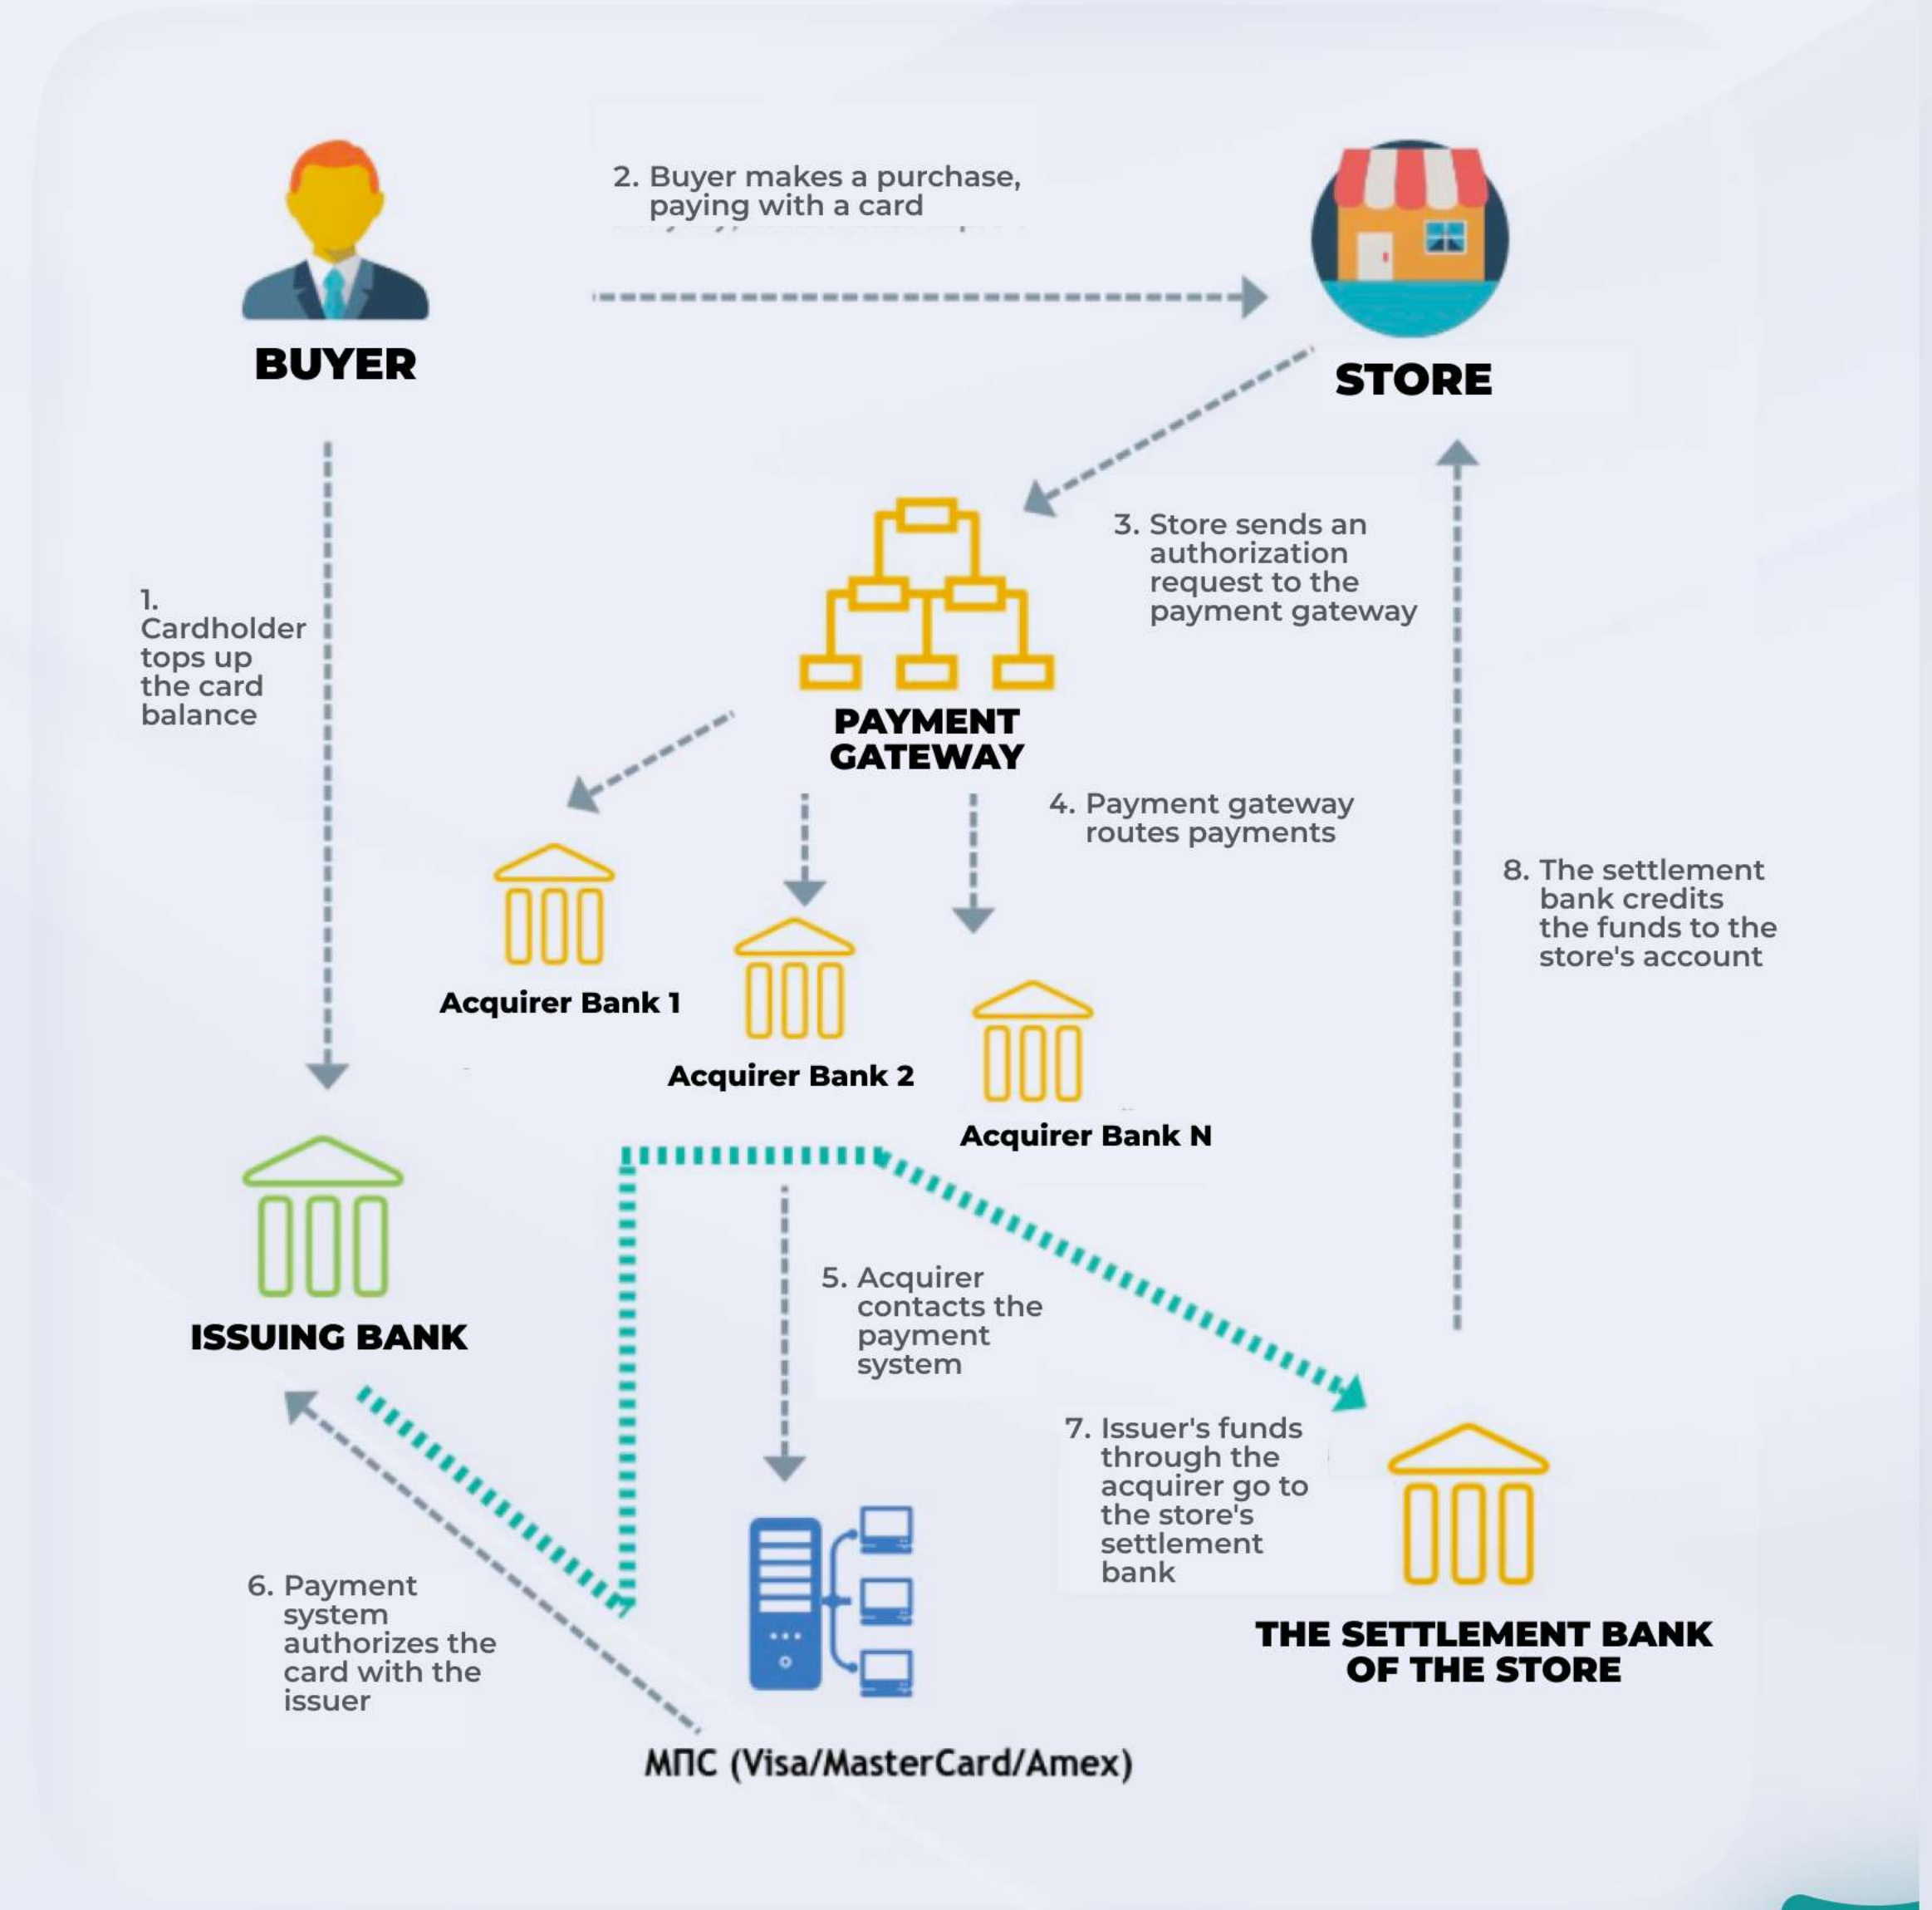 2. Buyer makes a purchase,
paying with a card
BUYER
STORE
3. Store sends an
authorization
request to the
payment gateway
1.
Cardholder
tops up
the card
balance
PAYMENT
GATEWAY
4. Payment gateway
routes payments
8. The settlement
bank credits
the funds to the
store's account
Acquirer Bank 1
Acquirer Bank 2
Acquirer Bank N
5. Acquirer
contacts the
payment
system
ISSUING BANK
7. Issuer's funds
through the
acquirer go to
the store's
settlement
bank
6. Payment
system
authorizes the
card with the
issuer
THE SETTLEMENT BANK
OF THE STORE
МПС (Visa/MasterCard/Amex)